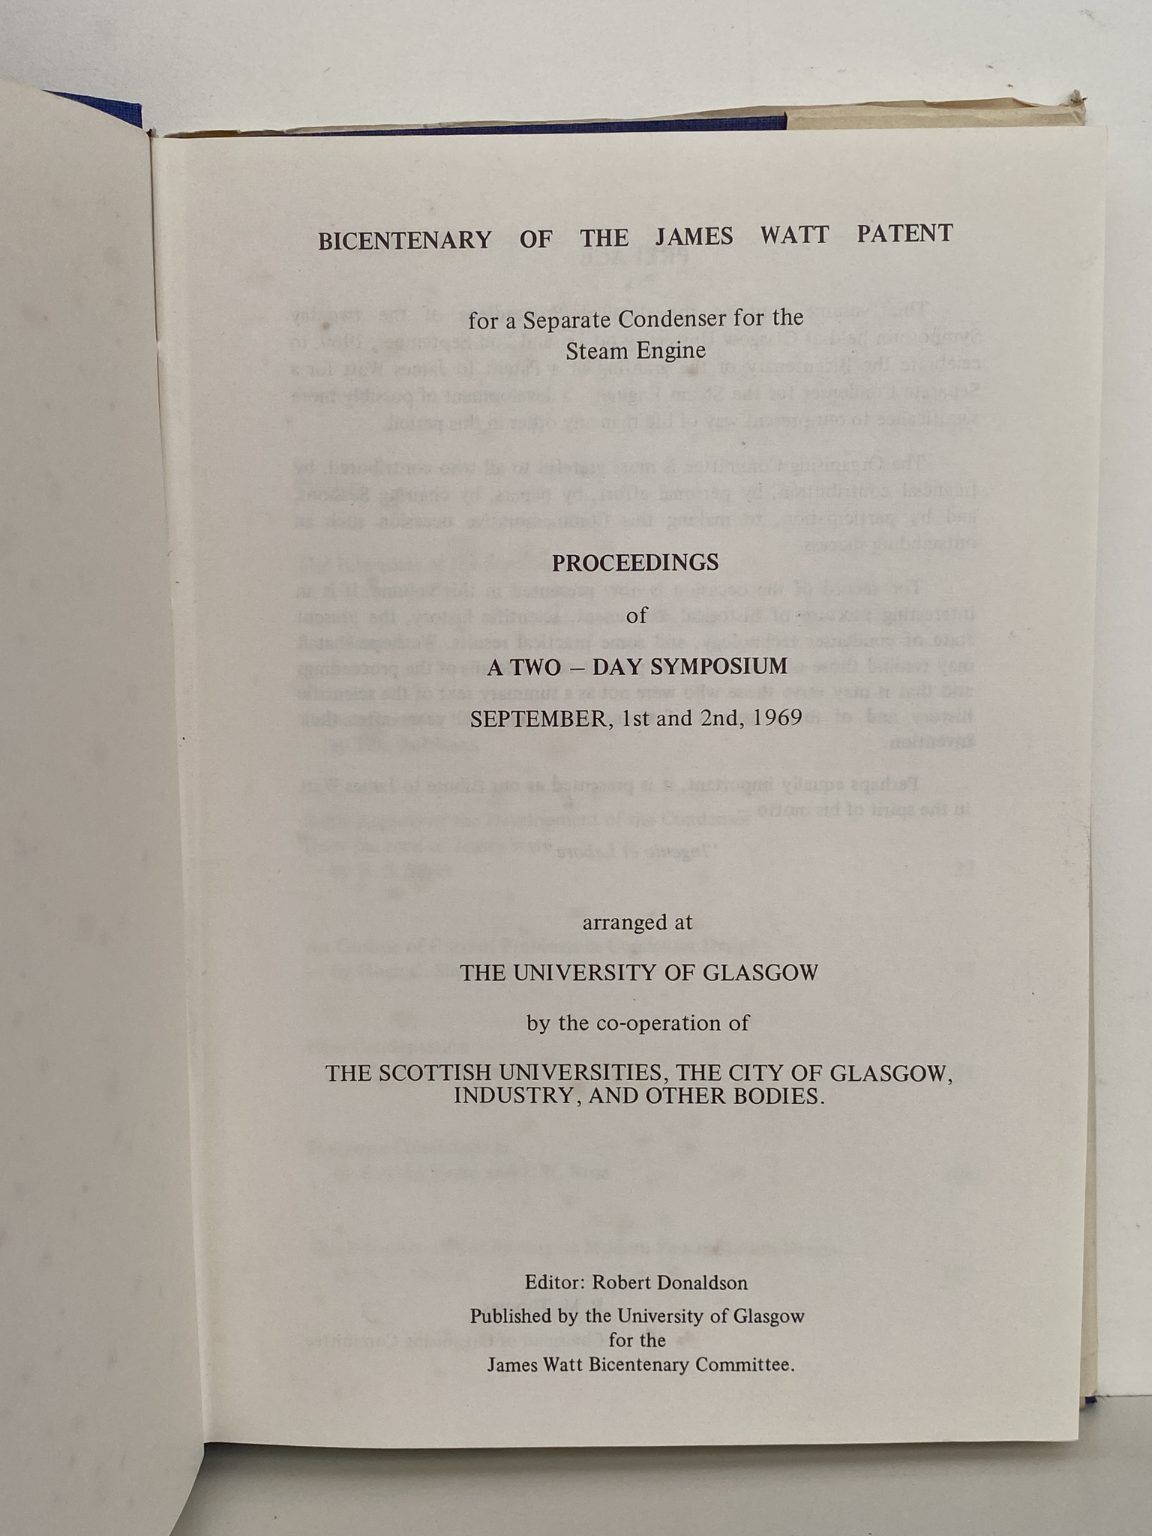 BICENTENARY OF THE JAMES WATT PATENT
for a Separate Condenser for the
Steam Engine
PROCEEDINGS
of
A TWO – DAY SYMPOSIUM
SEPTEMBER, 1st and 2nd, 1969
arranged at
THE UNIVERSITY OF GLASGOW
by the co-operation of
THE SCOTTISH UNIVERSITIES, THE CITY OF GLASGOW,
INDUSTRY, AND OTHER BODIES.
Editor: Robert Donaldson
Published by the University of Glasgow
for the
James Watt Bicentenary Committee.